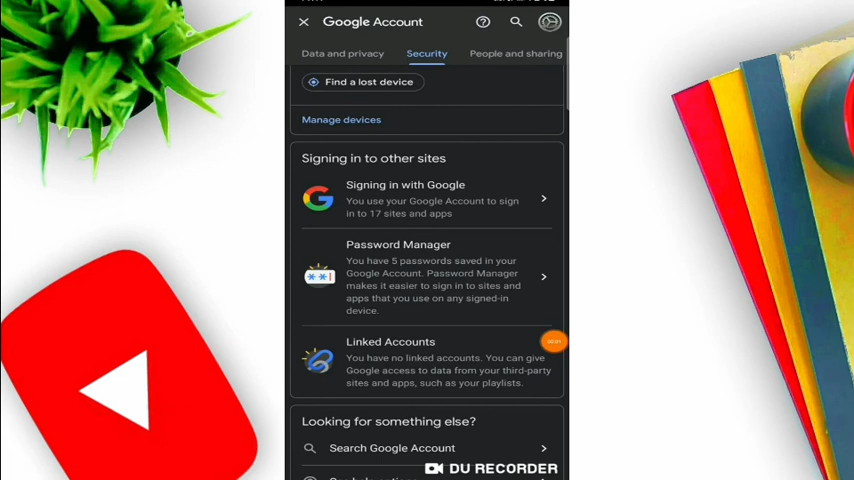 Google Account
Data and privacy Security People and sharing
Find a lost device
Manage devices
Signing in to other sites
Signing in with Google
You use your Google Account to sign
in to 17 sites and apps
Password Manager
You have 5 passwords saved in your
Google Account. Password Manager
makes it easier to sign in to sites and
apps that you use on any signed-in
device.
Linked Accounts
00:01
You have no linked accounts. You can give
Google access to data from your third-party
sites and apps, such as your playlists.
Looking for something else?
Search Google Account
DU RECORDER